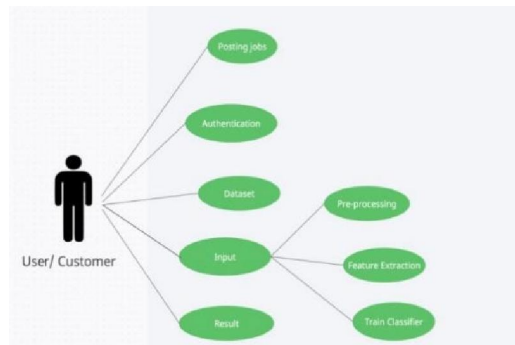 Posting jobs
Authentication
Dataset
Pre-processing
Input
Feature Extraction
User/ Customer
Result
Train Classifier